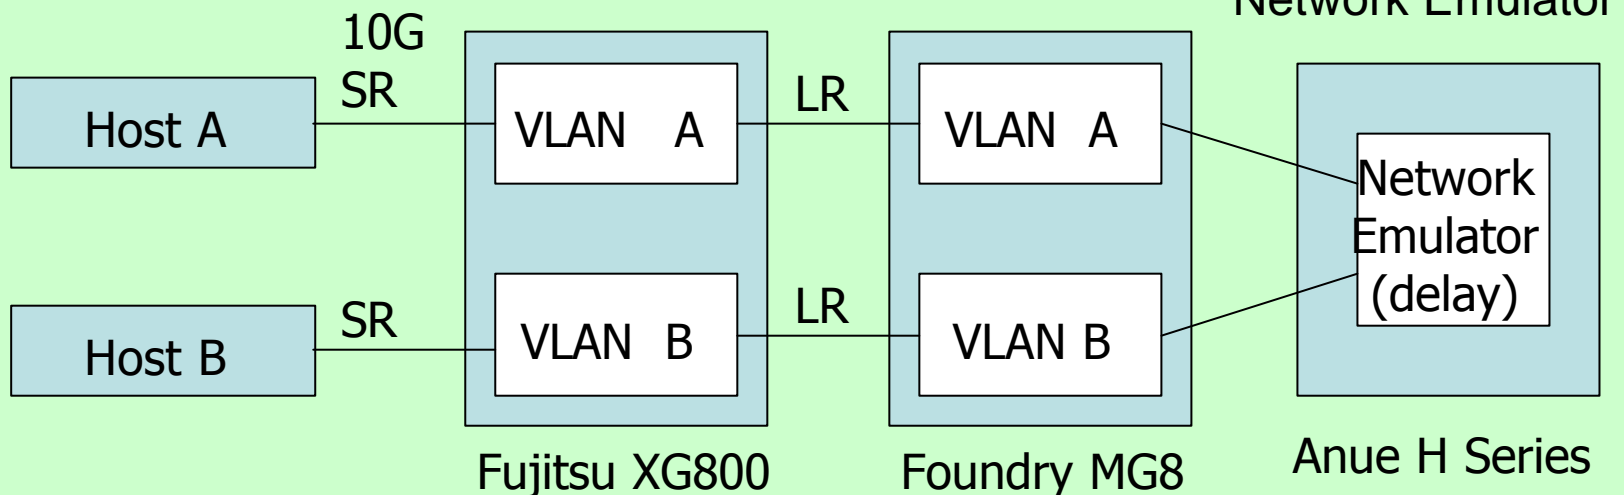 Network Emulator
10G
SR
Host A
VLAN A
LR
VLAN A
Network
Emulator
(delay)
Host B
SR
VLAN B
LR
VLAN B
Fujitsu XG800
Foundry MG8
Anue H Series